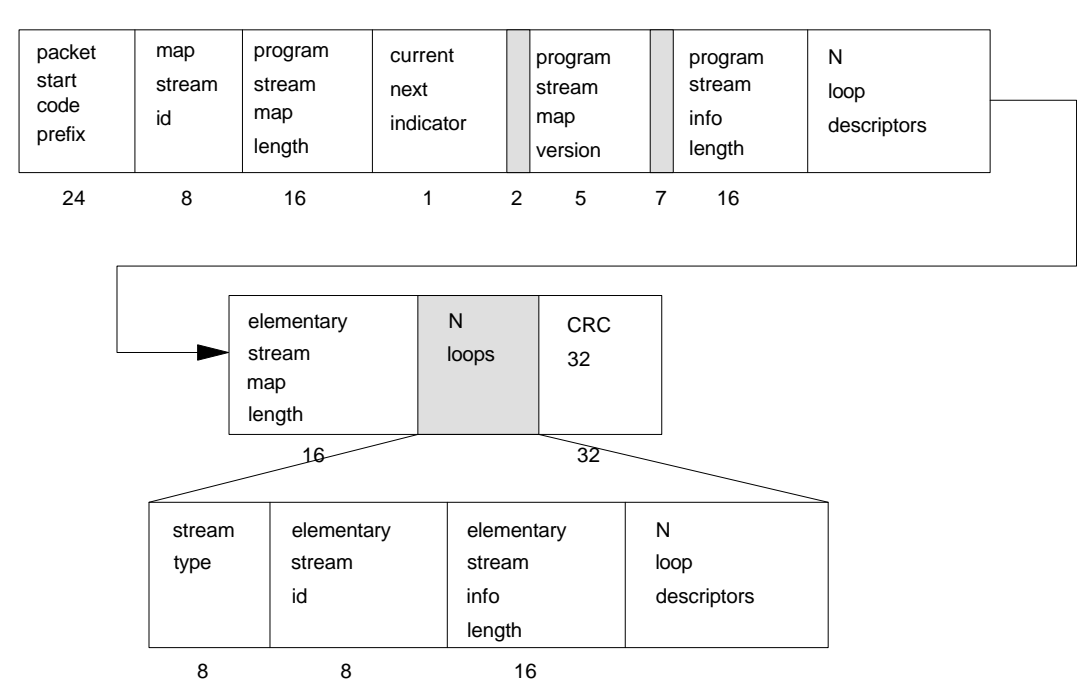 packet
start
code
prefix
map
stream
id
program
stream
map
length
current
next
indicator
program
stream
map
version
program
stream
info
length
N
loop
descriptors
24 8 16 1 2 5 7 16
elementary
stream
map
length
N
loops
CRC
32
16 32
stream
type
elementary
stream
id
elementary
stream
info
length
N
loop
descriptors
8 8 16